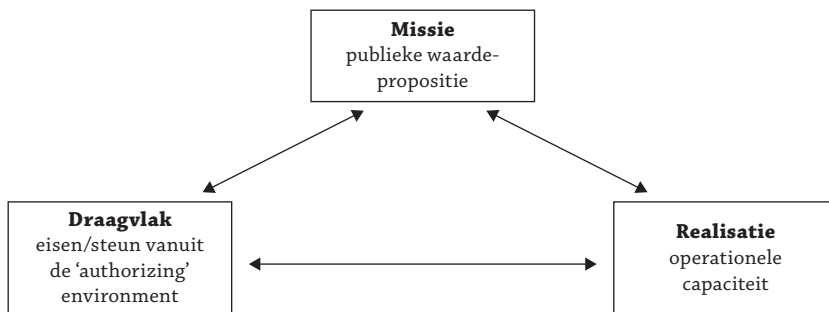 Missie
publieke waarde-
propositie
Draagvlak
eisen/steun vanuit
de ‘authorizing’
environment
Realisatie
operationele
capaciteit